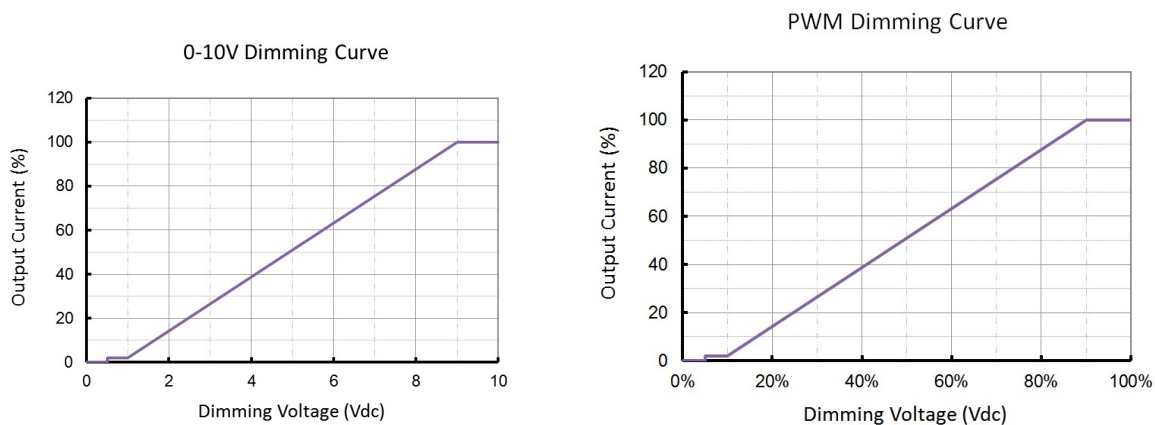 0-10V Dimming Curve
120
100
80
60
40
20
0
Output Current (%)
0 2 4 6 8 10
Dimming Voltage (Vdc)
PWM Dimming Curve
120
100
80
60
40
20
0
Output Current (%)
0% 20% 40% 60% 80% 100%
Dimming Voltage (Vdc)